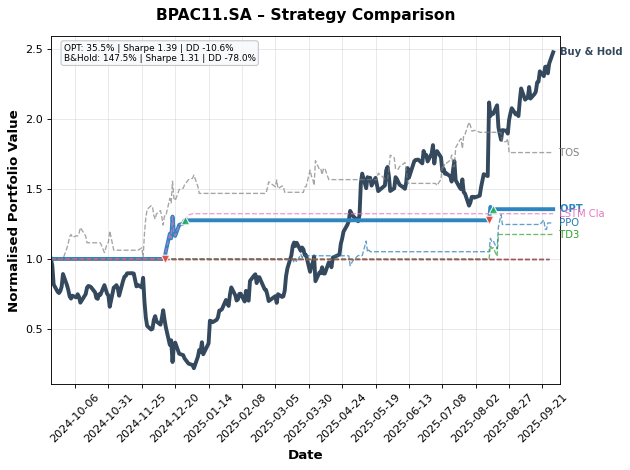 BPAC11.SA – Strategy Comparison
OPT: 35.5% | Sharpe 1.39 | DD -10.6%
B&Hold: 147.5% | Sharpe 1.31 | DD -78.0%
Buy & Hold
TOS
OPT
LSTM Cla
PPO
TD3
Normalised Portfolio Value
2.5
2.0
1.5
1.0
0.5
2024-10-06
2024-10-31
2024-11-25
2024-12-20
2025-01-14
2025-02-08
2025-03-05
2025-03-30
2025-04-24
2025-05-19
2025-06-13
2025-07-08
2025-08-02
2025-08-27
2025-09-21
Date